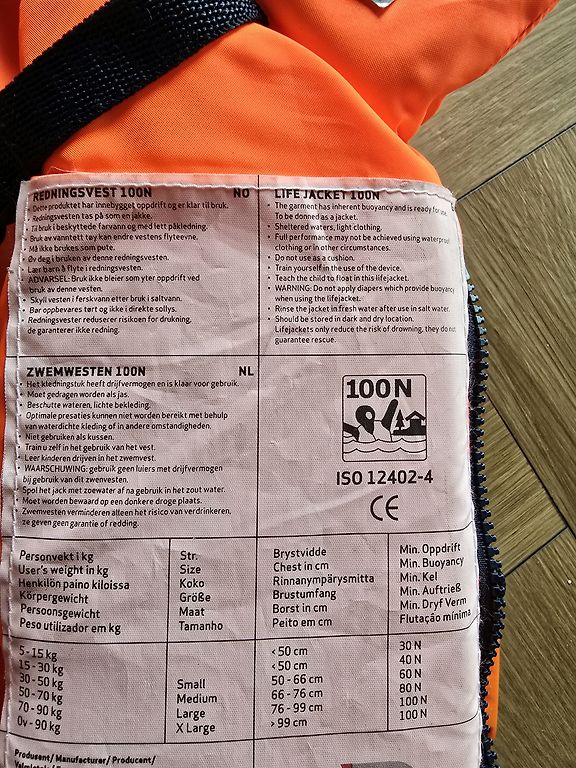 REDNINGSVEST 100N NO
• Dette produktet har innebygget oppdrift og er klar til bruk.
• Redningsvesten tas på som en jakke.
• Til bruk i beskyttede farvann og med lett påkledning.
• Bruk av vanntett tøy kan endre vestens flyteevne.
• Må ikke brukes som pute.
• Øv deg i bruken av denne redningsvesten.
• Lær barn å flyte i redningsvesten.
• ADVARSEL: Bruk ikke bleier som yter oppdrift ved
bruk av denne vesten.
• Skyll vesten i ferskvann etter bruk i saltvann.
• Bør oppbevares tørt og ikke i direkte sollys.
• Redningsvester reduserer risikoen for drukning,
de garanterer ikke redning.
LIFE JACKET 100N
• The garment has inherent buoyancy and is ready for use.
To be donned as a jacket.
• Sheltered waters, light clothing.
• Full performance may not be achieved using waterproof
clothing or in other circumstances.
• Do not use as a cushion.
• Train yourself in the use of the device.
• Teach the child to float in this lifejacket.
• WARNING: Do not apply diapers which provide buoyancy
when using the lifejacket.
• Rinse the jacket in fresh water after use in salt water.
• Should be stored in dark and dry location.
Lifejackets only reduce the risk of drowning, they do not
guarantee rescue.
ZWEMWESTEN 100N NL
• Het kledningstuk heeft drijfvermogen en is klaar voor gebruik.
• Moet gedragen worden als jas.
• Beschutte wateren, lichte bekleding.
• Optimale presaties kunnen niet worden bereikt met behulp
van waterdichte kleding of in andere omstandigheden.
• Niet gebruiken als kussen.
• Train u zelf in het gebruik van het vest.
• Leer kinderen drijven in het zwemvest.
• WAARSCHUWING: gebruik geen luiers met drijfvermogen
bij gebruik van dit zwemvesten.
• Spol het jack met zoewater af na gebruik in het zout water.
• Moet worden bewaard op een donkere droge plaats.
• Zwemvesten verminderen alleen het risico van verdrinkeren,
ze geven geen garantie of redding.
100N
ISO 12402-4
CE
Personvekt i kg Str. Brystvidde Min. Oppdrift
User's weight in kg Size Chest in cm Min. Buoyancy
Henkilön paino kiloissa Koko Rinnanympärysmitta Min. Kel
Körpergewicht Größe Brustumfang Min. Auftrieß
Persoonsgewicht Maat Borst in cm Min. Dryf Verm
Peso utilizador em kg Tamanho Peito em cm Flutação mínima
5 - 15 kg < 50 cm 30 N
15 - 30 kg < 50 cm 40 N
30 - 50 kg Small 50 - 66 cm 60 N
50 - 70 kg Medium 66 - 76 cm 80 N
70 - 90 kg Large 76 - 99 cm 100 N
Ov - 90 kg X Large > 99 cm 100 N
Produsent/ Manufacturer/ Producent/